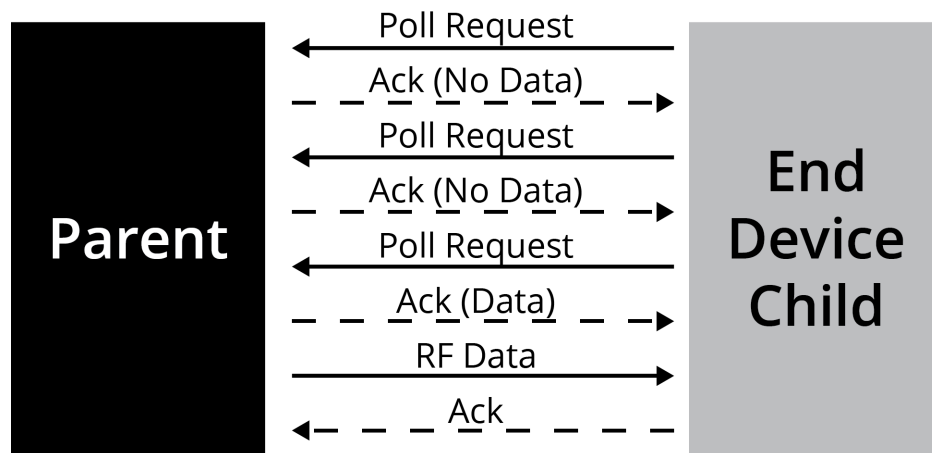 Parent
Poll Request
Ack (No Data)
Poll Request
Ack (No Data)
Poll Request
Ack (Data)
RF Data
Ack
End
Device
Child